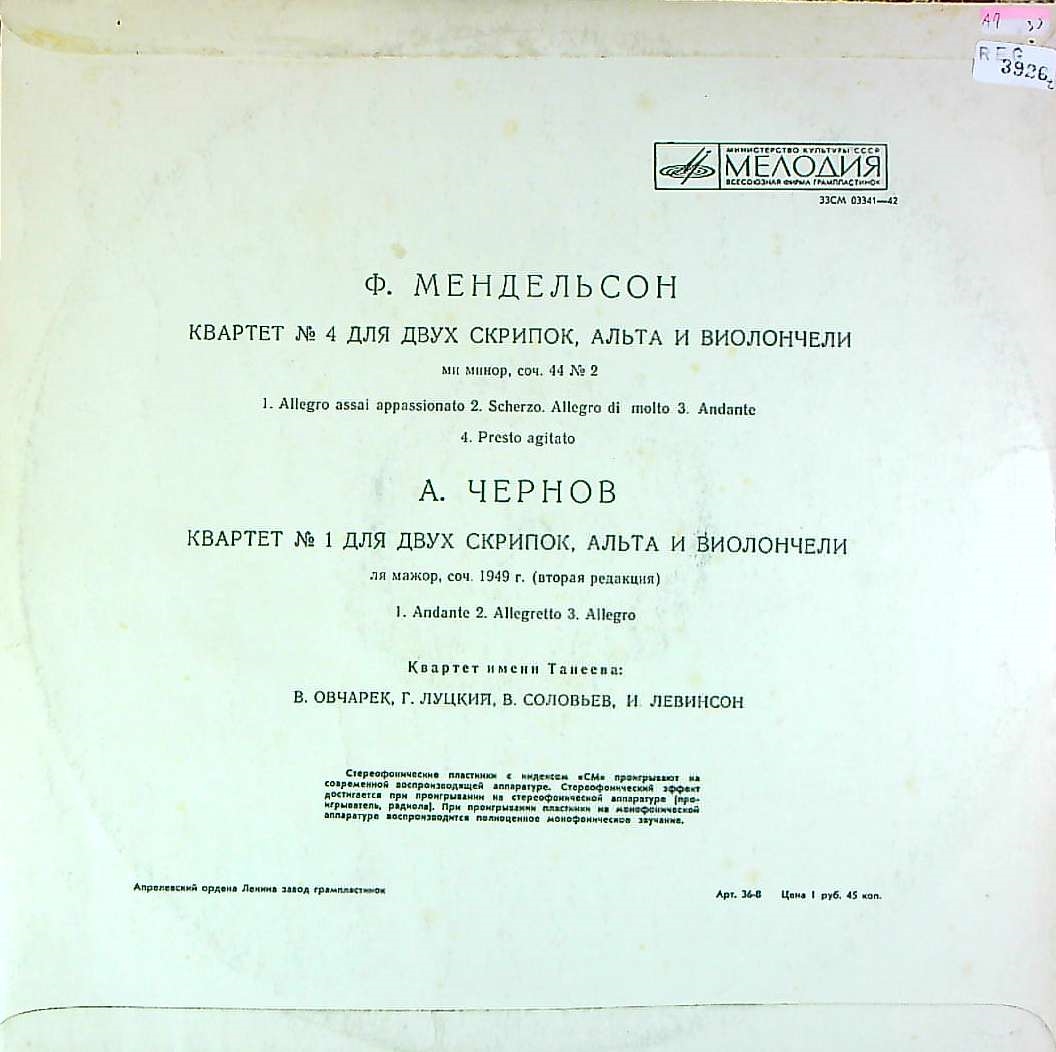 А7
REG
3926
МИНИСТЕРСТВО КУЛЬТУРЫ СССР
МЕЛОДИЯ
ВСЕСОЮЗНАЯ ФИРМА ГРАМПЛАСТИНОК
33СМ 03341—42
Ф. МЕНДЕЛЬСОН
КВАРТЕТ № 4 ДЛЯ ДВУХ СКРИПОК, АЛЬТА И ВИОЛОНЧЕЛИ
ми минор, соч. 44 № 2
1. Allegro assai appassionato 2. Scherzo. Allegro di molto 3. Andante
4. Presto agitato
А. ЧЕРНОВ
КВАРТЕТ № 1 ДЛЯ ДВУХ СКРИПОК, АЛЬТА И ВИОЛОНЧЕЛИ
ля мажор, соч. 1949 г. (вторая редакция)
1. Andante 2. Allegretto 3. Allegro
Квартет имени Танеева:
В. ОВЧАРЕК, Г. ЛУЦКИЙ, В. СОЛОВЬЕВ, И. ЛЕВИНСОН
Стереофонические пластинки с индексом «СМ» проигрывают на
современной воспроизводящей аппаратуре. Стереофонический эффект
достигается при проигрывании на стереофонической аппаратуре (про-
игрыватель, радиола). При проигрывании пластинки на монофонической
аппаратуре воспроизводится полноценное монофоническое звучание.
Апрелевский ордена Ленина завод грампластинок
Арт. 36-8 Цена 1 руб. 45 коп.